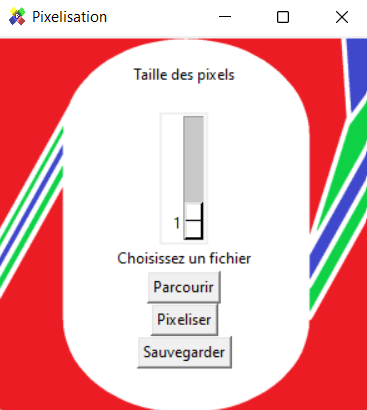 Pixelisation
Taille des pixels
1
Choisissez un fichier
Parcourir
Pixeliser
Sauvegarder